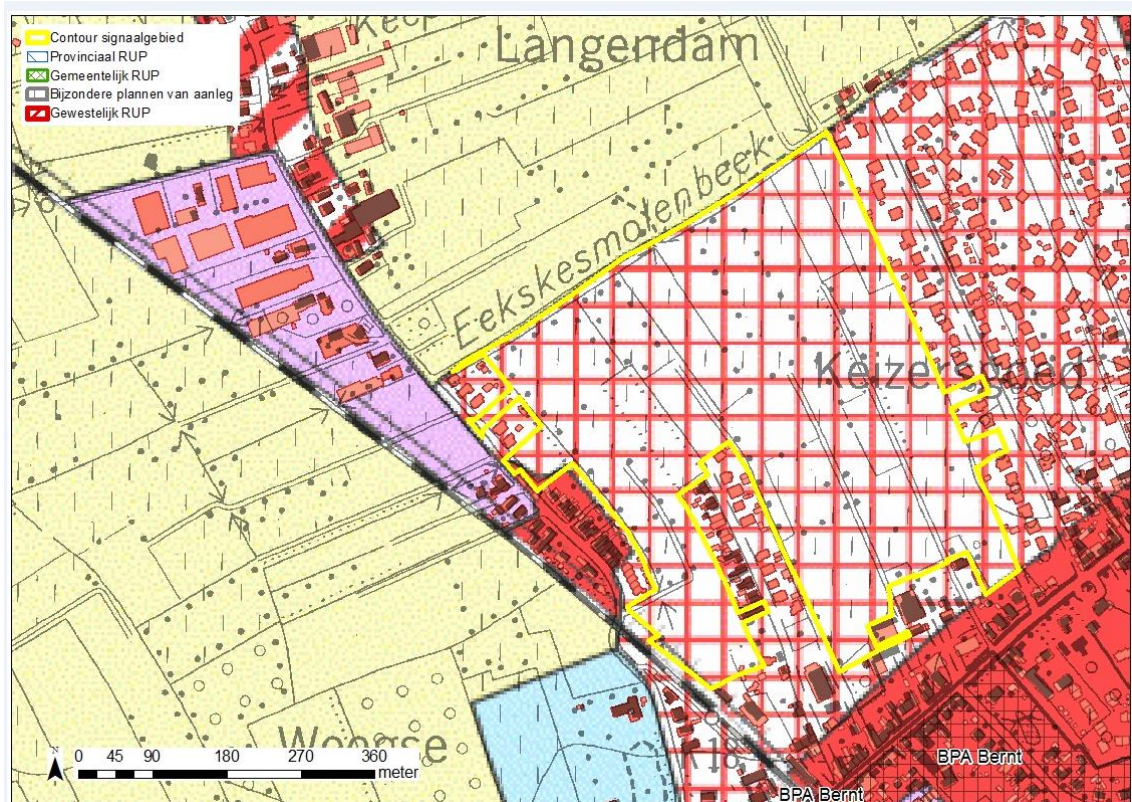 Contour signaalgebied
Provinciaal RUP
Gemeentelijk RUP
Bijzondere plannen van aanleg
Gewestelijk RUP
Langendam
Eekskesmolenbeek
Woogse
BPA Bernt
BPA Bernt
N
0 45 90 180 270 360
meter